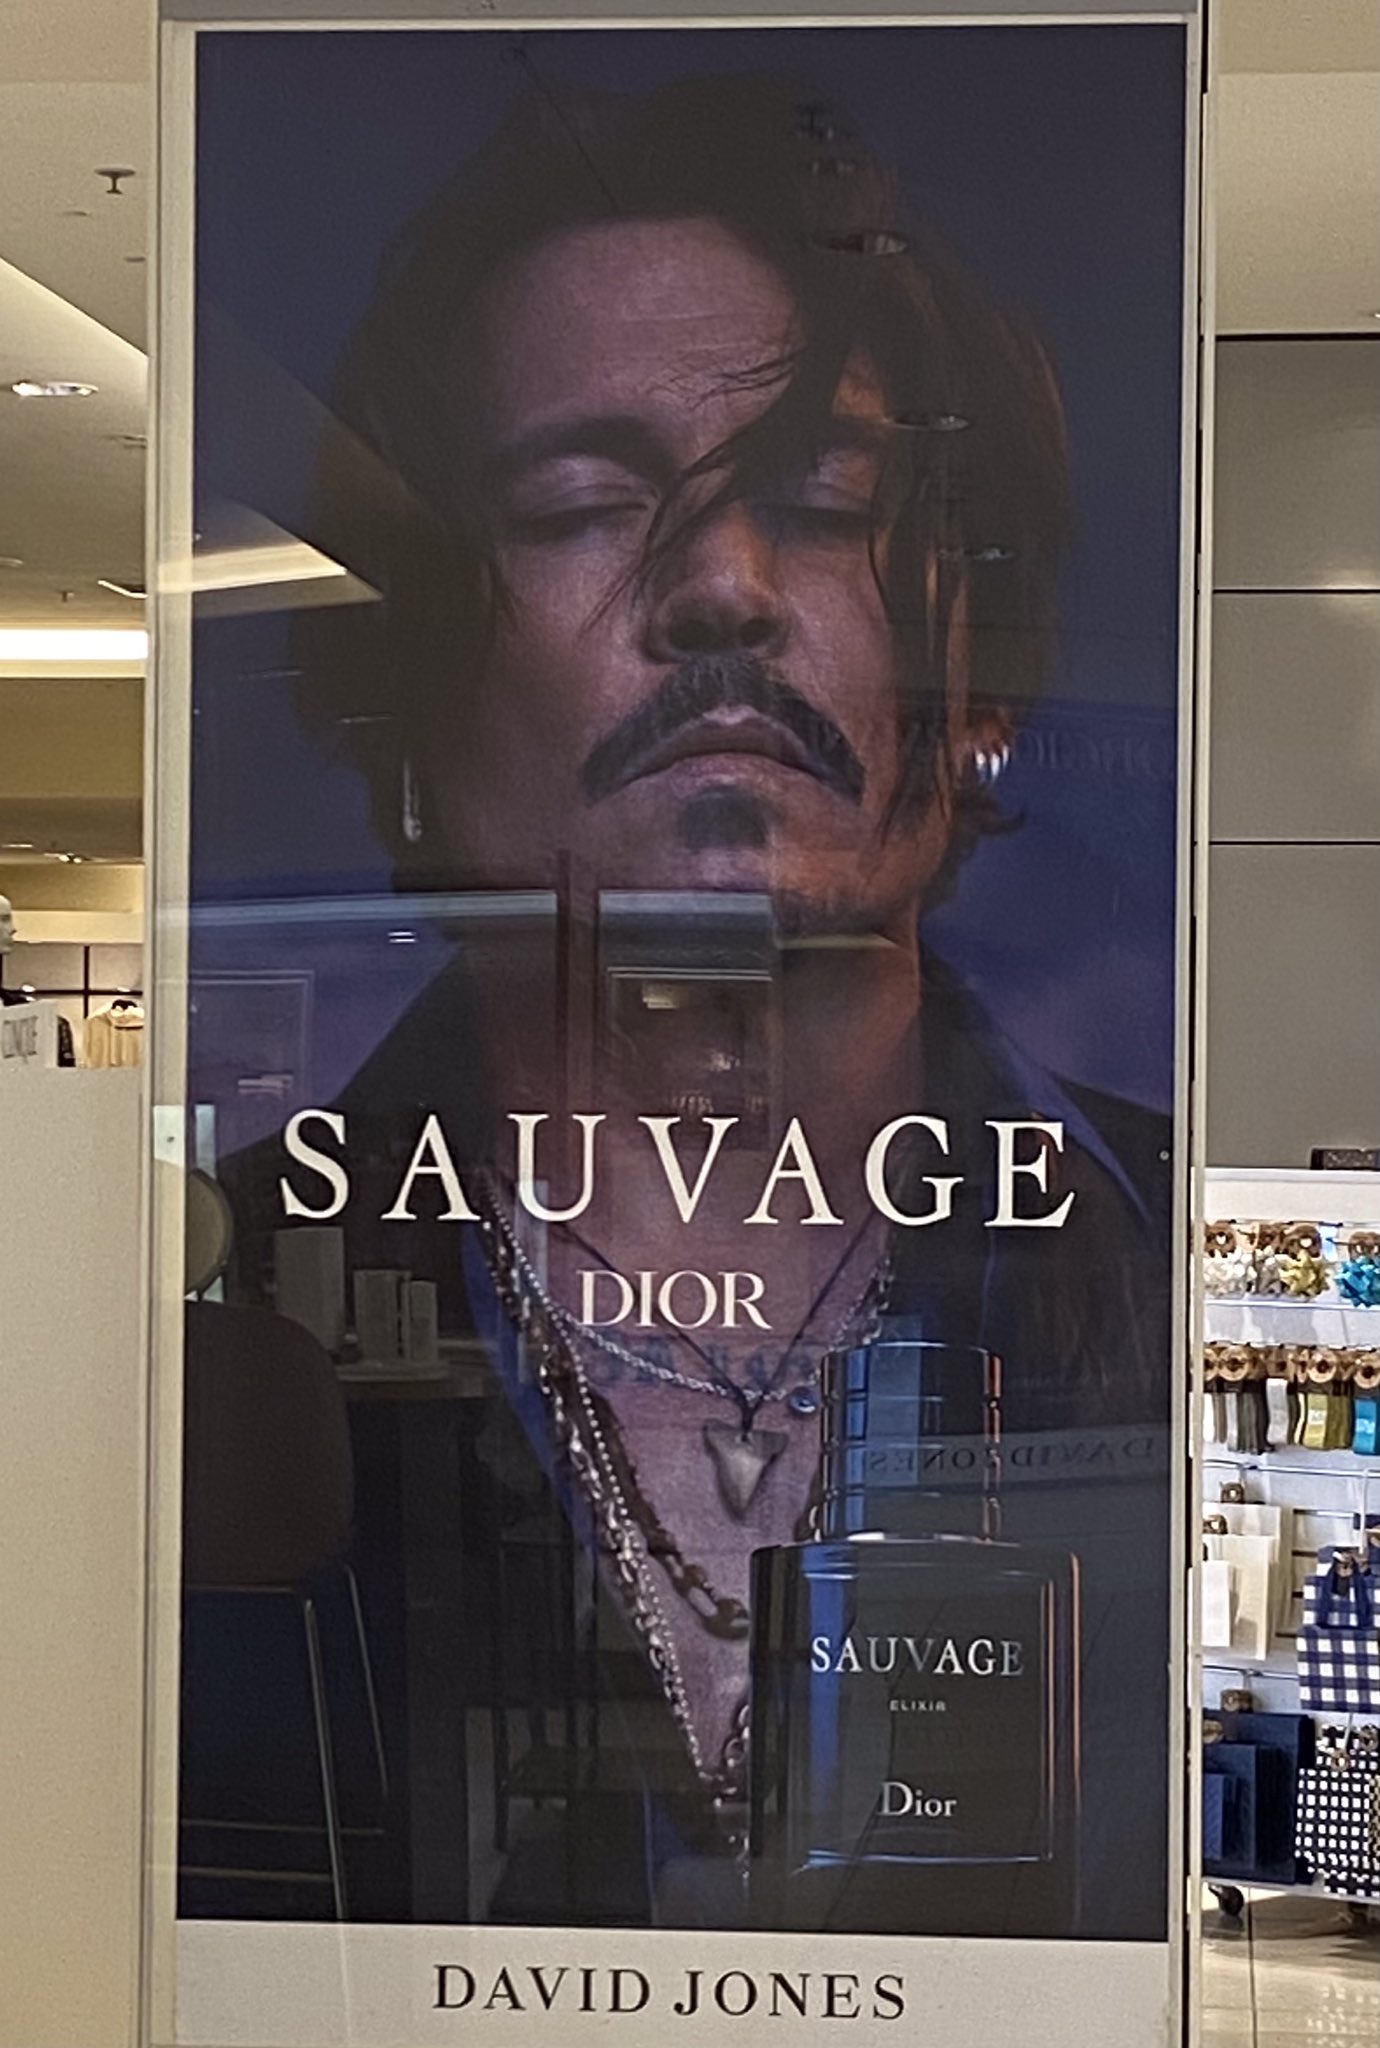 SAUVAGE
DIOR
SAUVAGE
ELIXIR
Dior
DAVID JONES